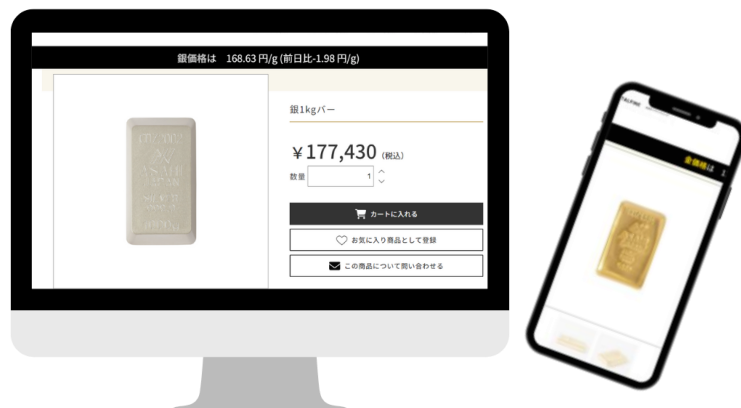 銀価格は 168.63 円/g (前日比-1.98 円/g)
銀1kgバー
¥177,430 (税込)
数量 1
カートに入れる
お気に入り商品として登録
この商品について問い合わせる
ASAHI
金価格は